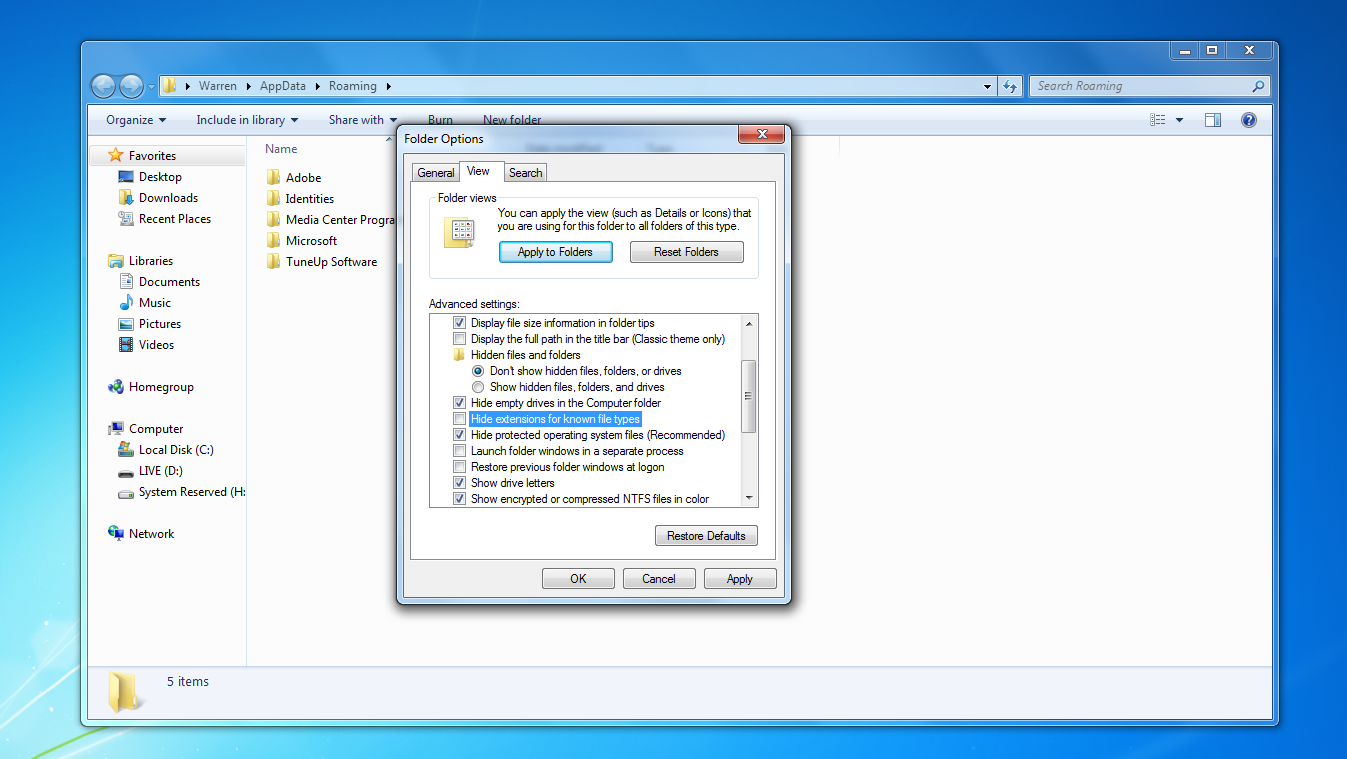 Warren AppData Roaming
Search Roaming
Organize Include in library Share with Burn New folder
Favorites
Desktop
Downloads
Recent Places
Libraries
Documents
Music
Pictures
Videos
Homegroup
Computer
Local Disk (C:)
LIVE (D:)
System Reserved (H:
Network
Name
Adobe
Identities
Media Center Progra
Microsoft
TuneUp Software
Folder Options
General View Search
Folder views
You can apply the view (such as Details or Icons) that
you are using for this folder to all folders of this type.
Apply to Folders Reset Folders
Advanced settings:
Display file size information in folder tips
Display the full path in the title bar (Classic theme only)
Hidden files and folders
Don't show hidden files, folders, or drives
Show hidden files, folders, and drives
Hide empty drives in the Computer folder
Hide extensions for known file types
Hide protected operating system files (Recommended)
Launch folder windows in a separate process
Restore previous folder windows at logon
Show drive letters
Show encrypted or compressed NTFS files in color
Restore Defaults
OK Cancel Apply
5 items